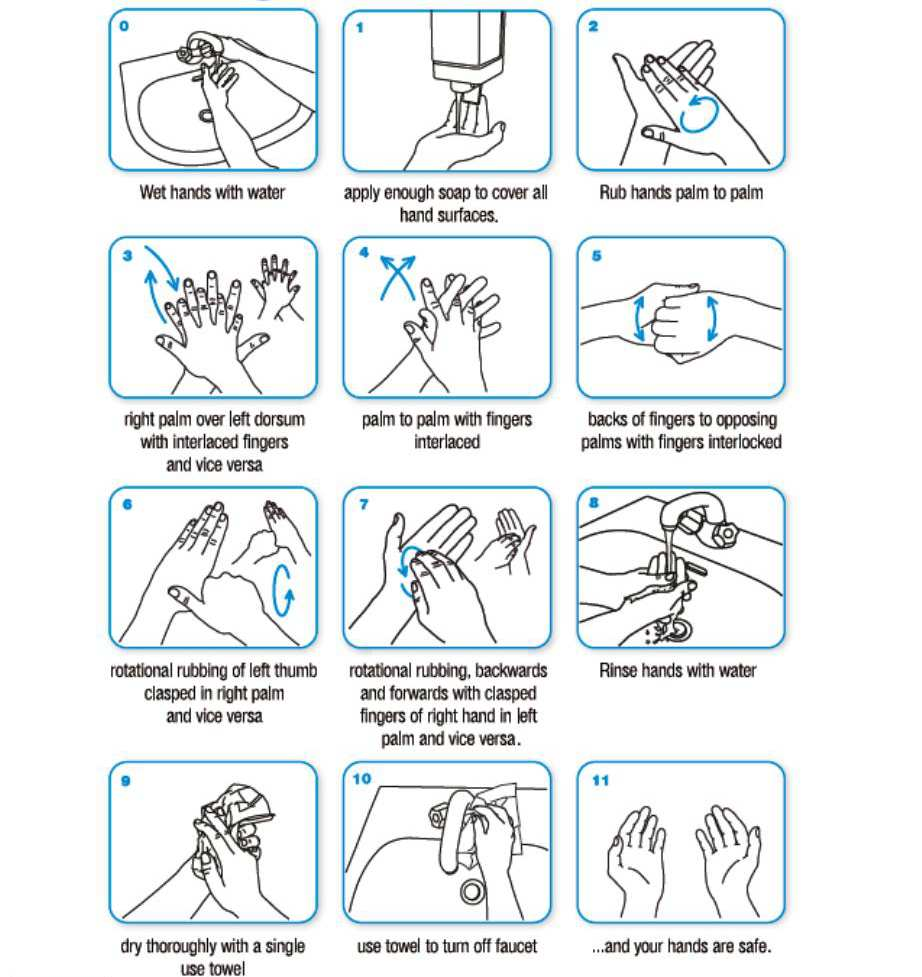 0
Wet hands with water
1
apply enough soap to cover all
hand surfaces.
2
Rub hands palm to palm
3
right palm over left dorsum
with interlaced fingers
and vice versa
4
palm to palm with fingers
interlaced
5
backs of fingers to opposing
palms with fingers interlocked
6
rotational rubbing of left thumb
clasped in right palm
and vice versa
7
rotational rubbing, backwards
and forwards with clasped
fingers of right hand in left
palm and vice versa.
8
Rinse hands with water
9
dry thoroughly with a single
use towel
10
use towel to turn off faucet
11
...and your hands are safe.